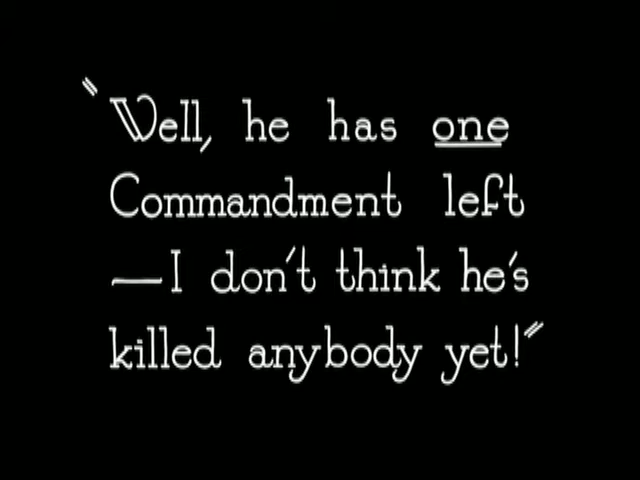 "Well, he has one
Commandment left
—I don't think he's
killed anybody yet!"